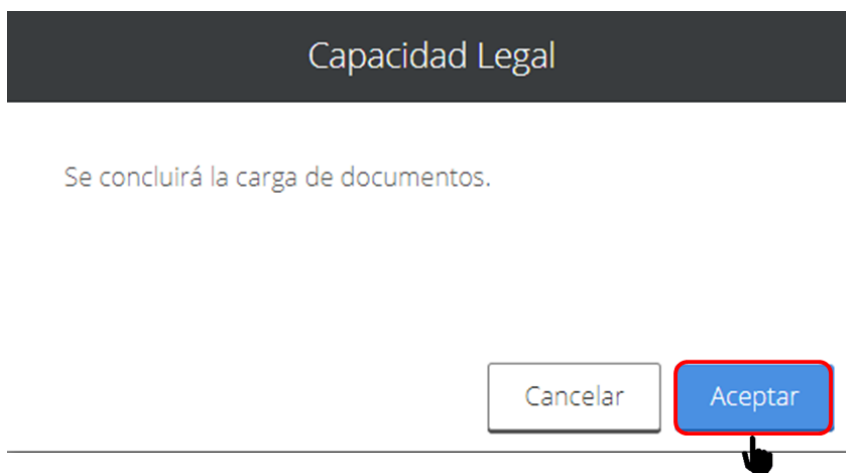 Capacidad Legal
Se concluirá la carga de documentos.
Cancelar Aceptar